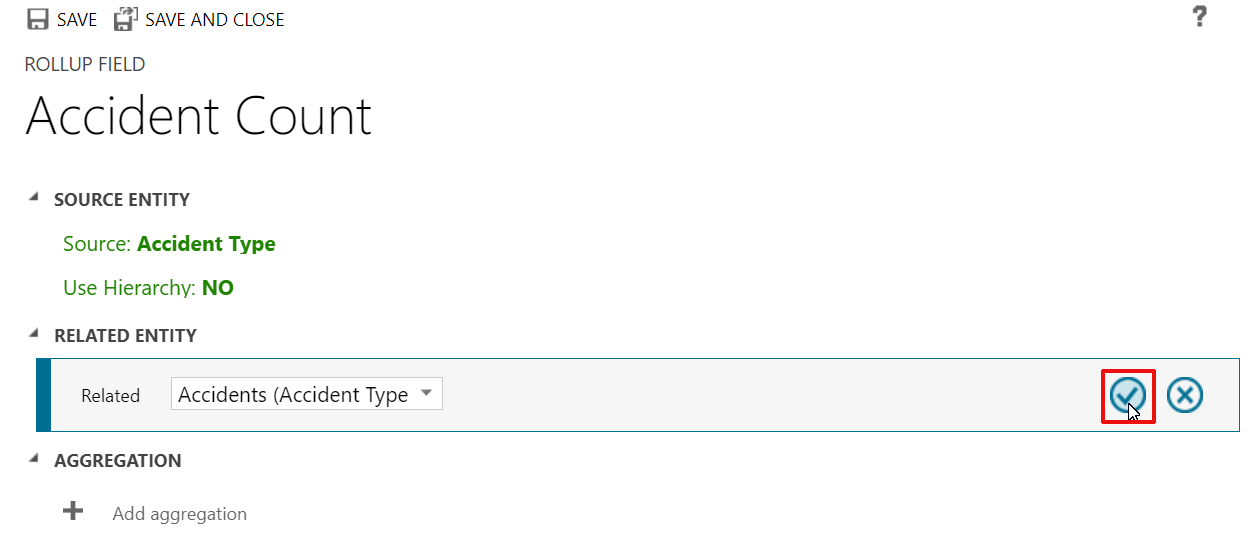 SAVE SAVE AND CLOSE ?
ROLLUP FIELD
Accident Count
SOURCE ENTITY
Source: Accident Type
Use Hierarchy: NO
RELATED ENTITY
Related Accidents (Accident Type
AGGREGATION
Add aggregation